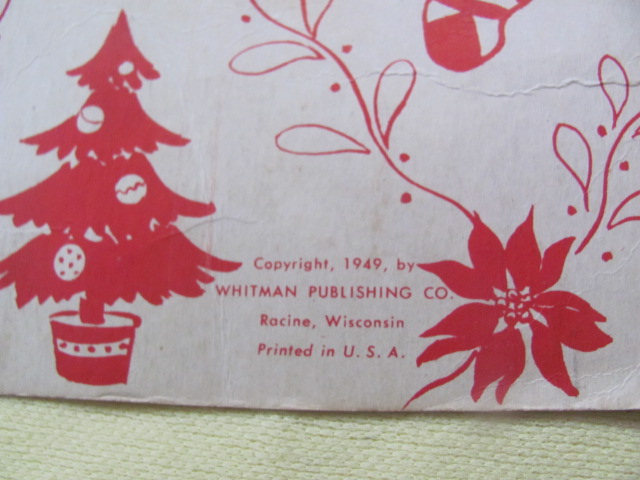 Copyright, 1949, by
WHITMAN PUBLISHING CO.
Racine, Wisconsin
Printed in U. S. A.